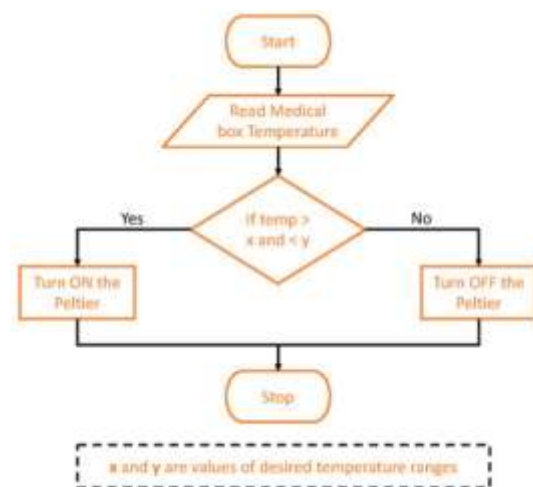 Start
Read Medical
box Temperature
If temp >
x and < y
Yes
No
Turn ON the
Peltier
Turn OFF the
Peltier
Stop
x and y are values of desired temperature ranges